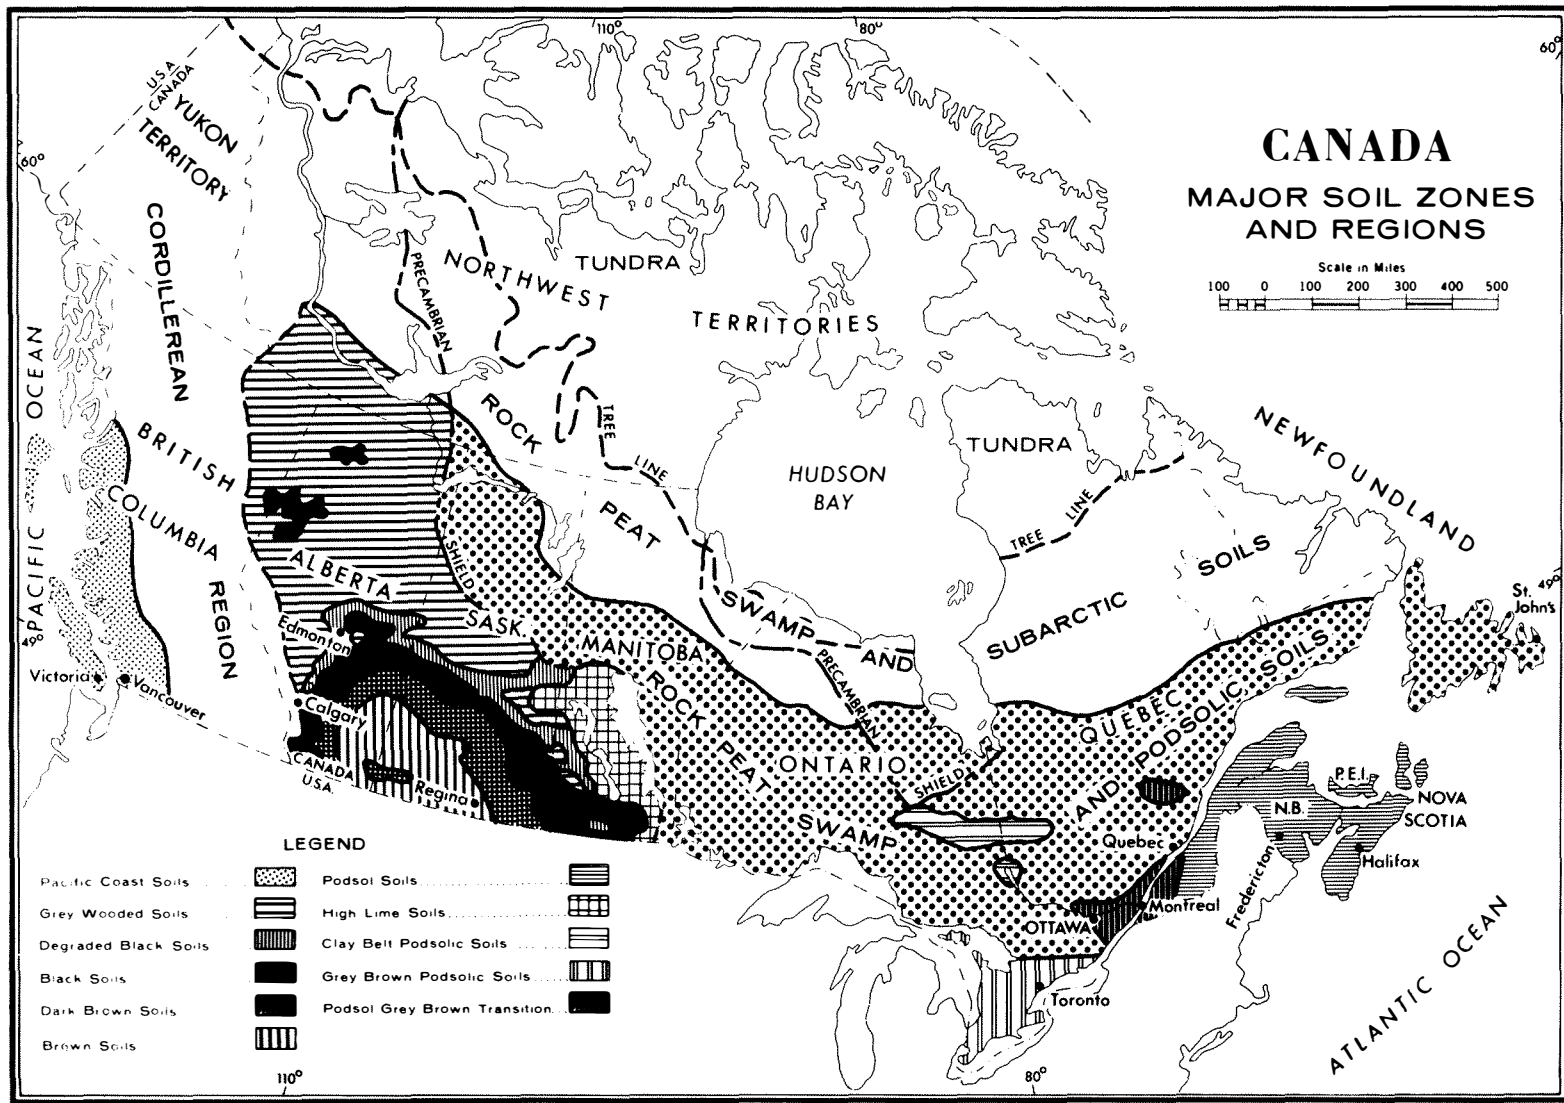 110°
80°
60°
U.S.A.
CANADA
YUKON
TERRITORY
60°
CANADA
MAJOR SOIL ZONES
AND REGIONS
Scale in Miles
100 0 100 200 300 400 500
CORDILLEREAN
REGION
PRECAMBRIAN
SHIELD
NORTHWEST
TERRITORIES
TUNDRA
PACIFIC OCEAN
BRITISH
COLUMBIA
ROCK
PEAT
SWAMP
AND
SUBARCTIC
SOILS
TREE
LINE
HUDSON
BAY
TUNDRA
TREE
LINE
NEWFOUNDLAND
ALBERTA
SASK.
MANITOBA
ONTARIO
QUEBEC
ROCK
PEAT
SWAMP
AND PODSOLIC SOILS
PRECAMBRIAN
SHIELD
49°
49°
St.
John's
Edmonton
Victoria
Vancouver
Calgary
CANADA
U.S.A.
Regina
P.E.I.
N.B.
NOVA
SCOTIA
Quebec
Halifax
Fredericton
Montreal
OTTAWA
Toronto
ATLANTIC OCEAN
LEGEND
Pacific Coast Soils
Grey Wooded Soils
Degraded Black Soils
Black Soils
Dark Brown Soils
Brown Soils
Podsol Soils
High Lime Soils
Clay Belt Podsolic Soils
Grey Brown Podsolic Soils
Podsol Grey Brown Transition
110°
80°